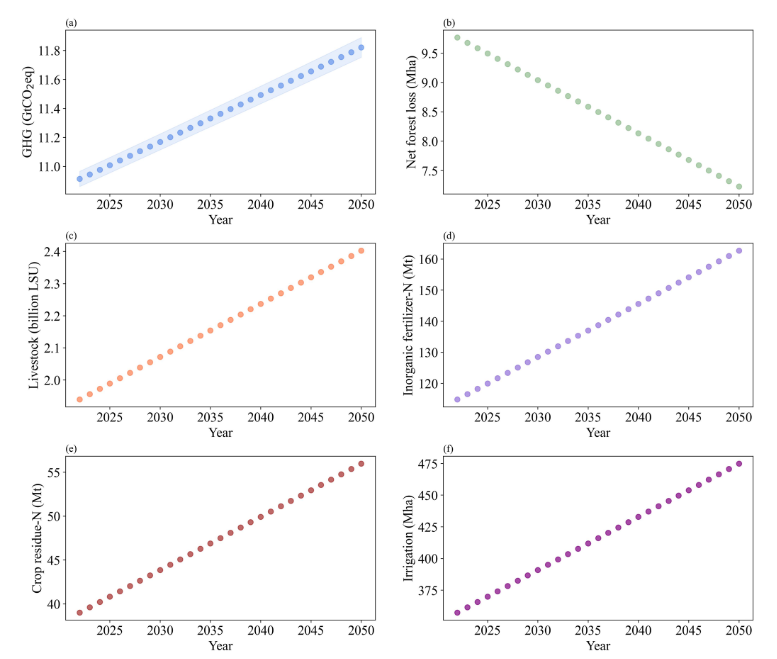 (a)
GHG (GtCO₂eq)
11.8
11.6
11.4
11.2
11.0
2025 2030 2035 2040 2045 2050
Year
(b)
Net forest loss (Mha)
9.5
9.0
8.5
8.0
7.5
2025 2030 2035 2040 2045 2050
Year
(c)
Livestock (billion LSU)
2.4
2.3
2.2
2.1
2.0
2025 2030 2035 2040 2045 2050
Year
(d)
Inorganic fertilizer-N (Mt)
160
150
140
130
120
2025 2030 2035 2040 2045 2050
Year
(e)
Crop residue-N (Mt)
55
50
45
40
2025 2030 2035 2040 2045 2050
Year
(f)
Irrigation (Mha)
475
450
425
400
375
2025 2030 2035 2040 2045 2050
Year